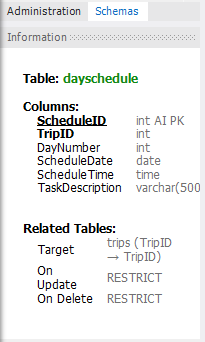 Administration Schemas
Information
Table: dayschedule
Columns:
ScheduleID int AI PK
TripID int
DayNumber int
ScheduleDate date
ScheduleTime time
TaskDescription varchar(500
Related Tables:
Target trips (TripID
→ TripID)
On
Update RESTRICT
On Delete RESTRICT